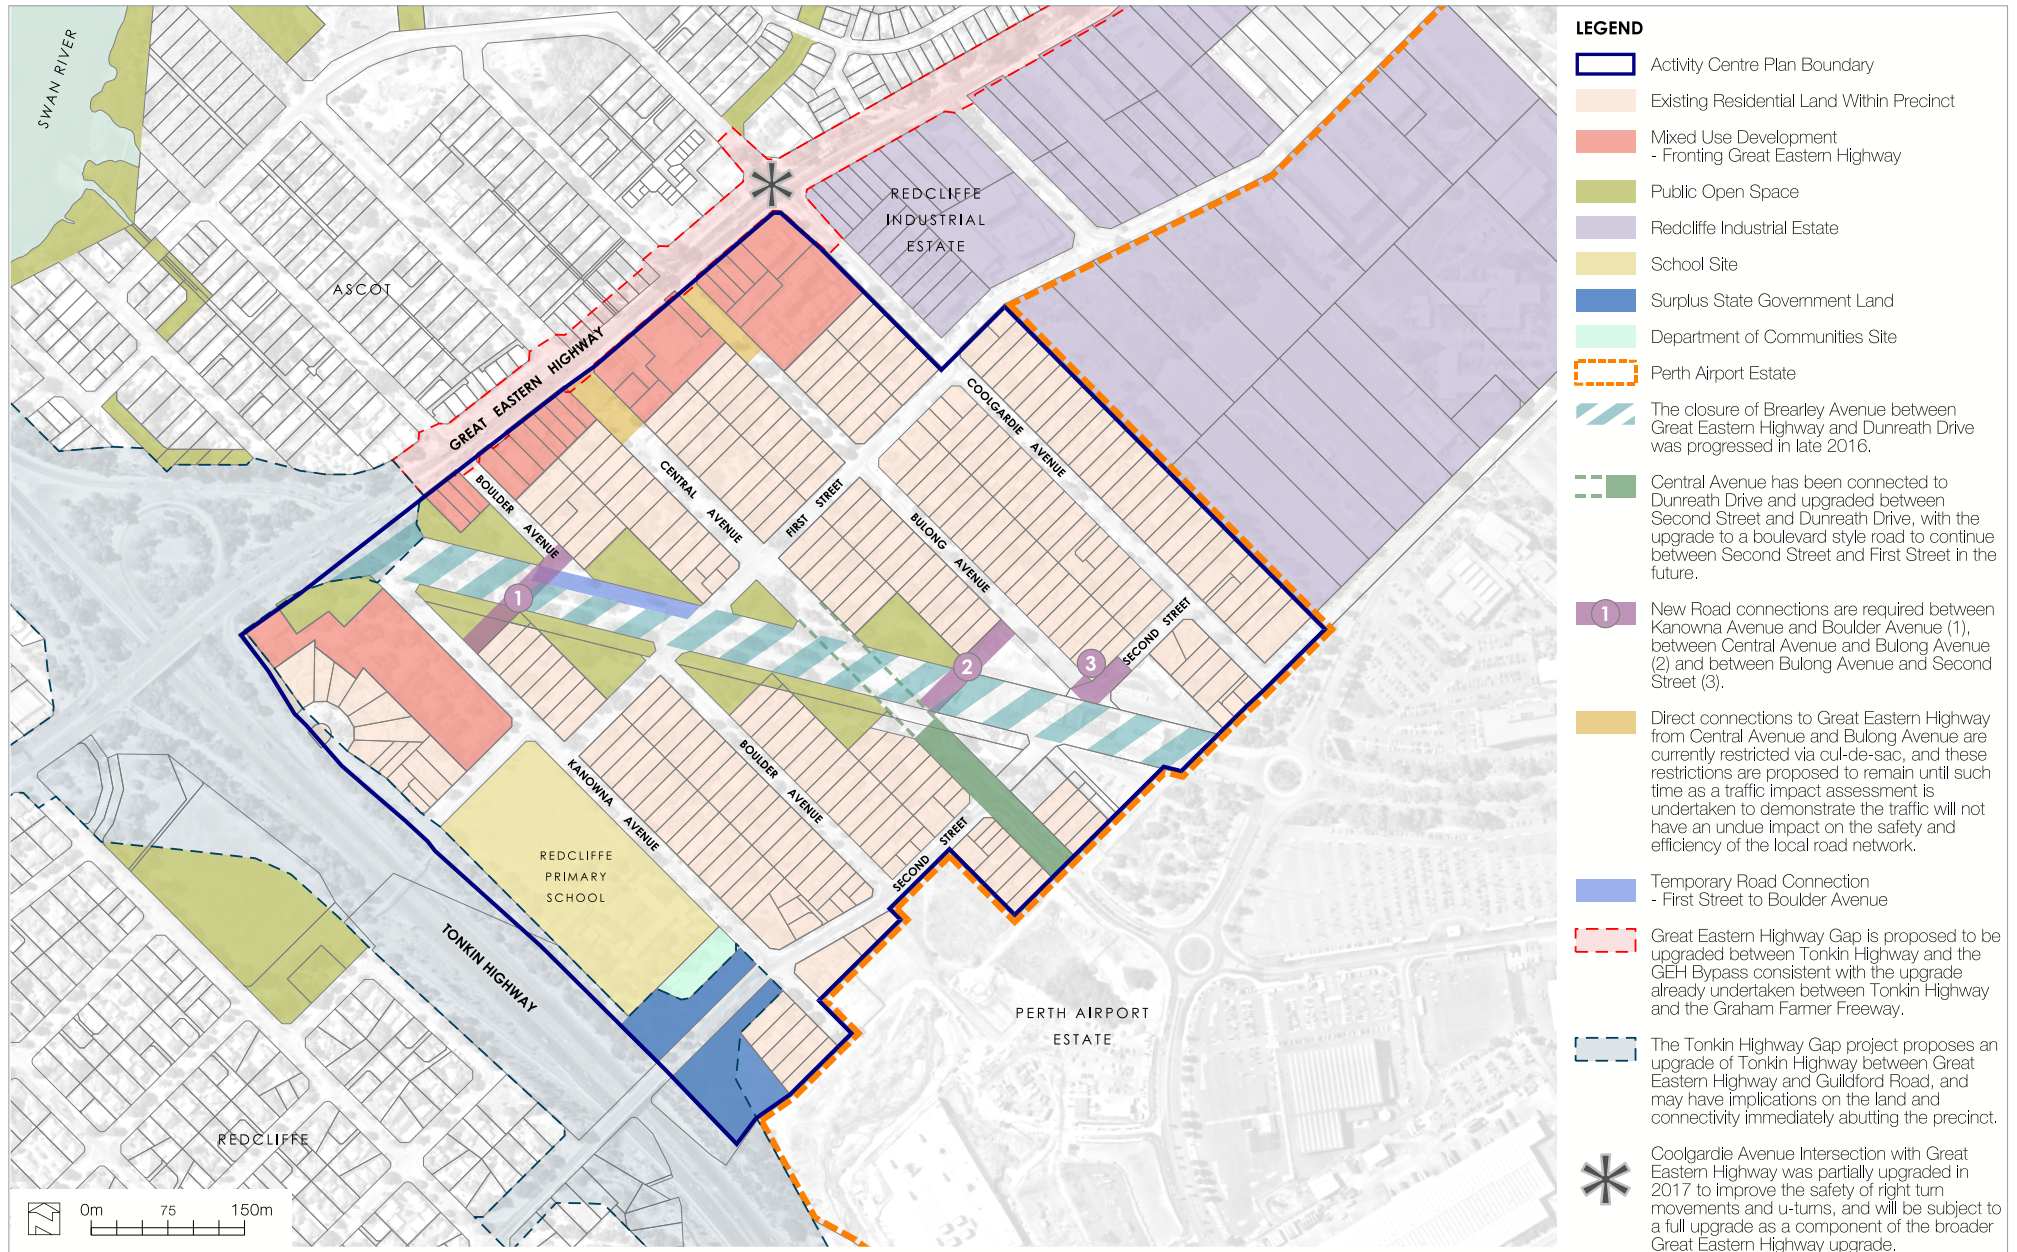 SWAN RIVER
ASCOT
GREAT EASTERN HIGHWAY
REDCLIFFE
INDUSTRIAL
ESTATE
COOLGARDIE AVENUE
CENTRAL AVENUE
FIRST STREET
BULONG AVENUE
BOULDER AVENUE
1
2
3
SECOND STREET
BOULDER AVENUE
KANOWNA AVENUE
SECOND STREET
REDCLIFFE
PRIMARY
SCHOOL
TONKIN HIGHWAY
PERTH AIRPORT
ESTATE
REDCLIFFE
0m 75 150m
LEGEND
Activity Centre Plan Boundary
Existing Residential Land Within Precinct
Mixed Use Development
- Fronting Great Eastern Highway
Public Open Space
Redcliffe Industrial Estate
School Site
Surplus State Government Land
Department of Communities Site
Perth Airport Estate
The closure of Brearley Avenue between
Great Eastern Highway and Dunreath Drive
was progressed in late 2016.
Central Avenue has been connected to
Dunreath Drive and upgraded between
Second Street and Dunreath Drive, with the
upgrade to a boulevard style road to continue
between Second Street and First Street in the
future.
1
New Road connections are required between
Kanowna Avenue and Boulder Avenue (1),
between Central Avenue and Bulong Avenue
(2) and between Bulong Avenue and Second
Street (3).
Direct connections to Great Eastern Highway
from Central Avenue and Bulong Avenue are
currently restricted via cul-de-sac, and these
restrictions are proposed to remain until such
time as a traffic impact assessment is
undertaken to demonstrate the traffic will not
have an undue impact on the safety and
efficiency of the local road network.
Temporary Road Connection
- First Street to Boulder Avenue
Great Eastern Highway Gap is proposed to be
upgraded between Tonkin Highway and the
GEH Bypass consistent with the upgrade
already undertaken between Tonkin Highway
and the Graham Farmer Freeway.
The Tonkin Highway Gap project proposes an
upgrade of Tonkin Highway between Great
Eastern Highway and Guildford Road, and
may have implications on the land and
connectivity immediately abutting the precinct.
Coolgardie Avenue Intersection with Great
Eastern Highway was partially upgraded in
2017 to improve the safety of right turn
movements and u-turns, and will be subject to
a full upgrade as a component of the broader
Great Eastern Highway upgrade.